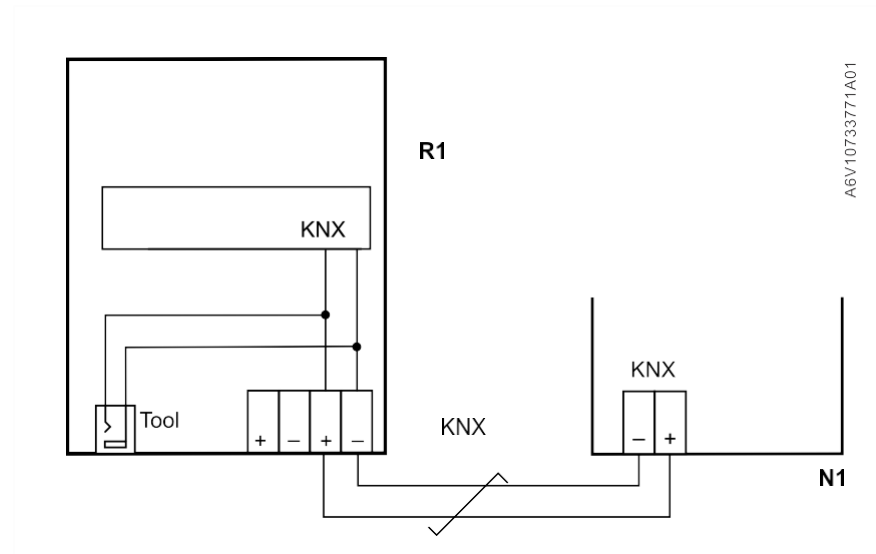 R1
KNX
Tool
+ – + –
KNX
KNX
– +
N1
A6V10733771A01